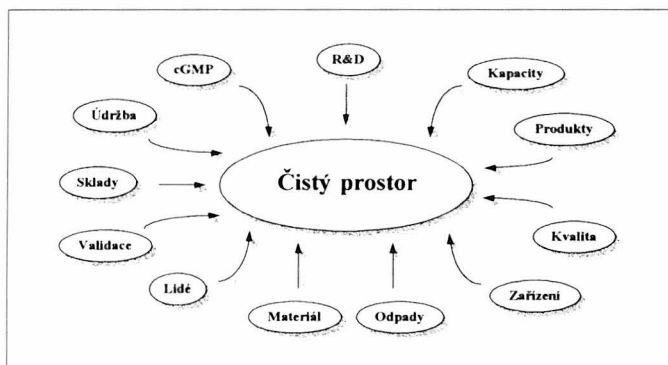 R&D
cGMP
Kapacity
Údržba
Produkty
Čistý prostor
Sklady
Validace
Kvalita
Lidé
Zařízení
Materiál
Odpady